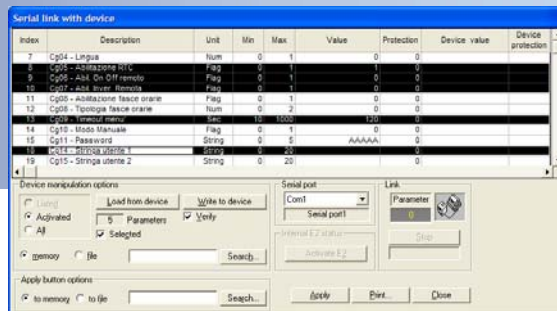 Serial link with device
Index Description Unit Min Max Value Protection Device value Device protection
7 Cg04 - Lingua Num 0 1 0 0
8 Cg05 - Abilitazione RTC Flag 0 1 1 0
9 Cg06 - Abil. On Off remoto Flag 0 1 0 0
10 Cg07 - Abil. Inver. Remota Flag 0 1 0 0
11 Cg08 - Abilitazione fasce orarie Flag 0 1 0 0
12 - Tipologia fasce orarie Num 0 2 0 0
13 Cg09 - Timeout menu' Sec 10 1000 120 0
14 Cg10 - Modo Manuale Flag 0 1 0 0
15 Cg11 - Password String 0 5 AAAAA 0
18 Cg14 - Stringa utente 1 String 0 20 0
19 Cg15 - Stringa utente 2 String 0 20 0
Device manipulation options
Serial port
Link
Listed
Activated
All
Load from device
Write to device
5 Parameters
Verify
Selected
Com1
Serial port1
Parameter
0
Internal E2 status
Activate E2
Stop
memory file Search...
Apply button options
to memory to file Search...
Apply Print... Close